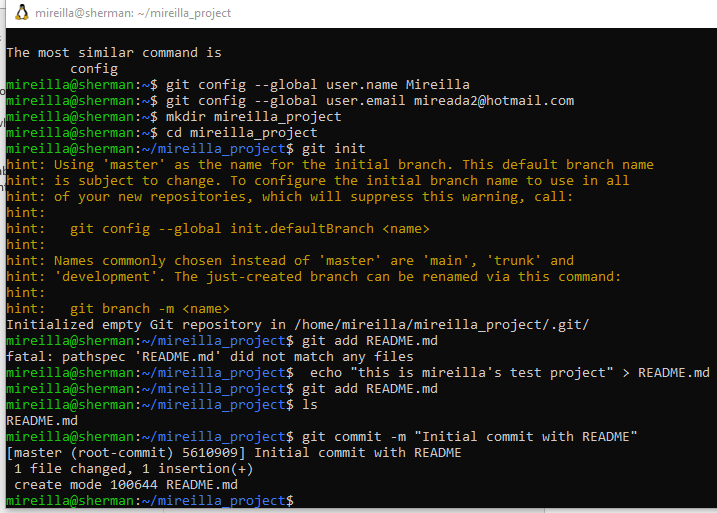 mireilla@sherman: ~/mireilla_project
The most similar command is
        config
mireilla@sherman:~$ git config --global user.name Mireilla
mireilla@sherman:~$ git config --global user.email mireada2@hotmail.com
mireilla@sherman:~$ mkdir mireilla_project
mireilla@sherman:~$ cd mireilla_project
mireilla@sherman:~/mireilla_project$ git init
hint: Using 'master' as the name for the initial branch. This default branch name
hint: is subject to change. To configure the initial branch name to use in all
hint: of your new repositories, which will suppress this warning, call:
hint:
hint:   git config --global init.defaultBranch <name>
hint:
hint: Names commonly chosen instead of 'master' are 'main', 'trunk' and
hint: 'development'. The just-created branch can be renamed via this command:
hint:
hint:   git branch -m <name>
Initialized empty Git repository in /home/mireilla/mireilla_project/.git/
mireilla@sherman:~/mireilla_project$ git add README.md
fatal: pathspec 'README.md' did not match any files
mireilla@sherman:~/mireilla_project$  echo "this is mireilla's test project" > README.md
mireilla@sherman:~/mireilla_project$ git add README.md
mireilla@sherman:~/mireilla_project$ ls
README.md
mireilla@sherman:~/mireilla_project$ git commit -m "Initial commit with README"
[master (root-commit) 5610909] Initial commit with README
 1 file changed, 1 insertion(+)
 create mode 100644 README.md
mireilla@sherman:~/mireilla_project$